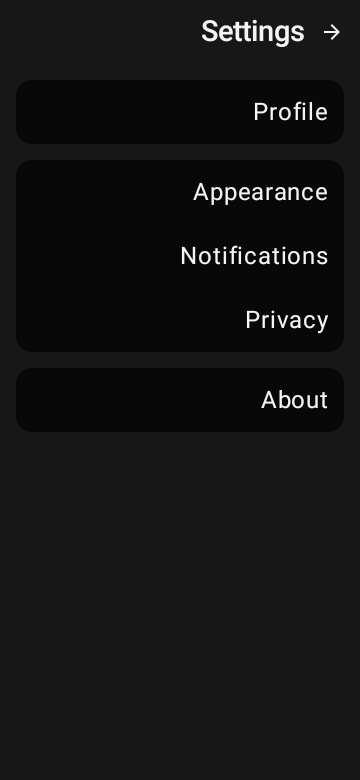 Settings
Profile
Appearance
Notifications
Privacy
About